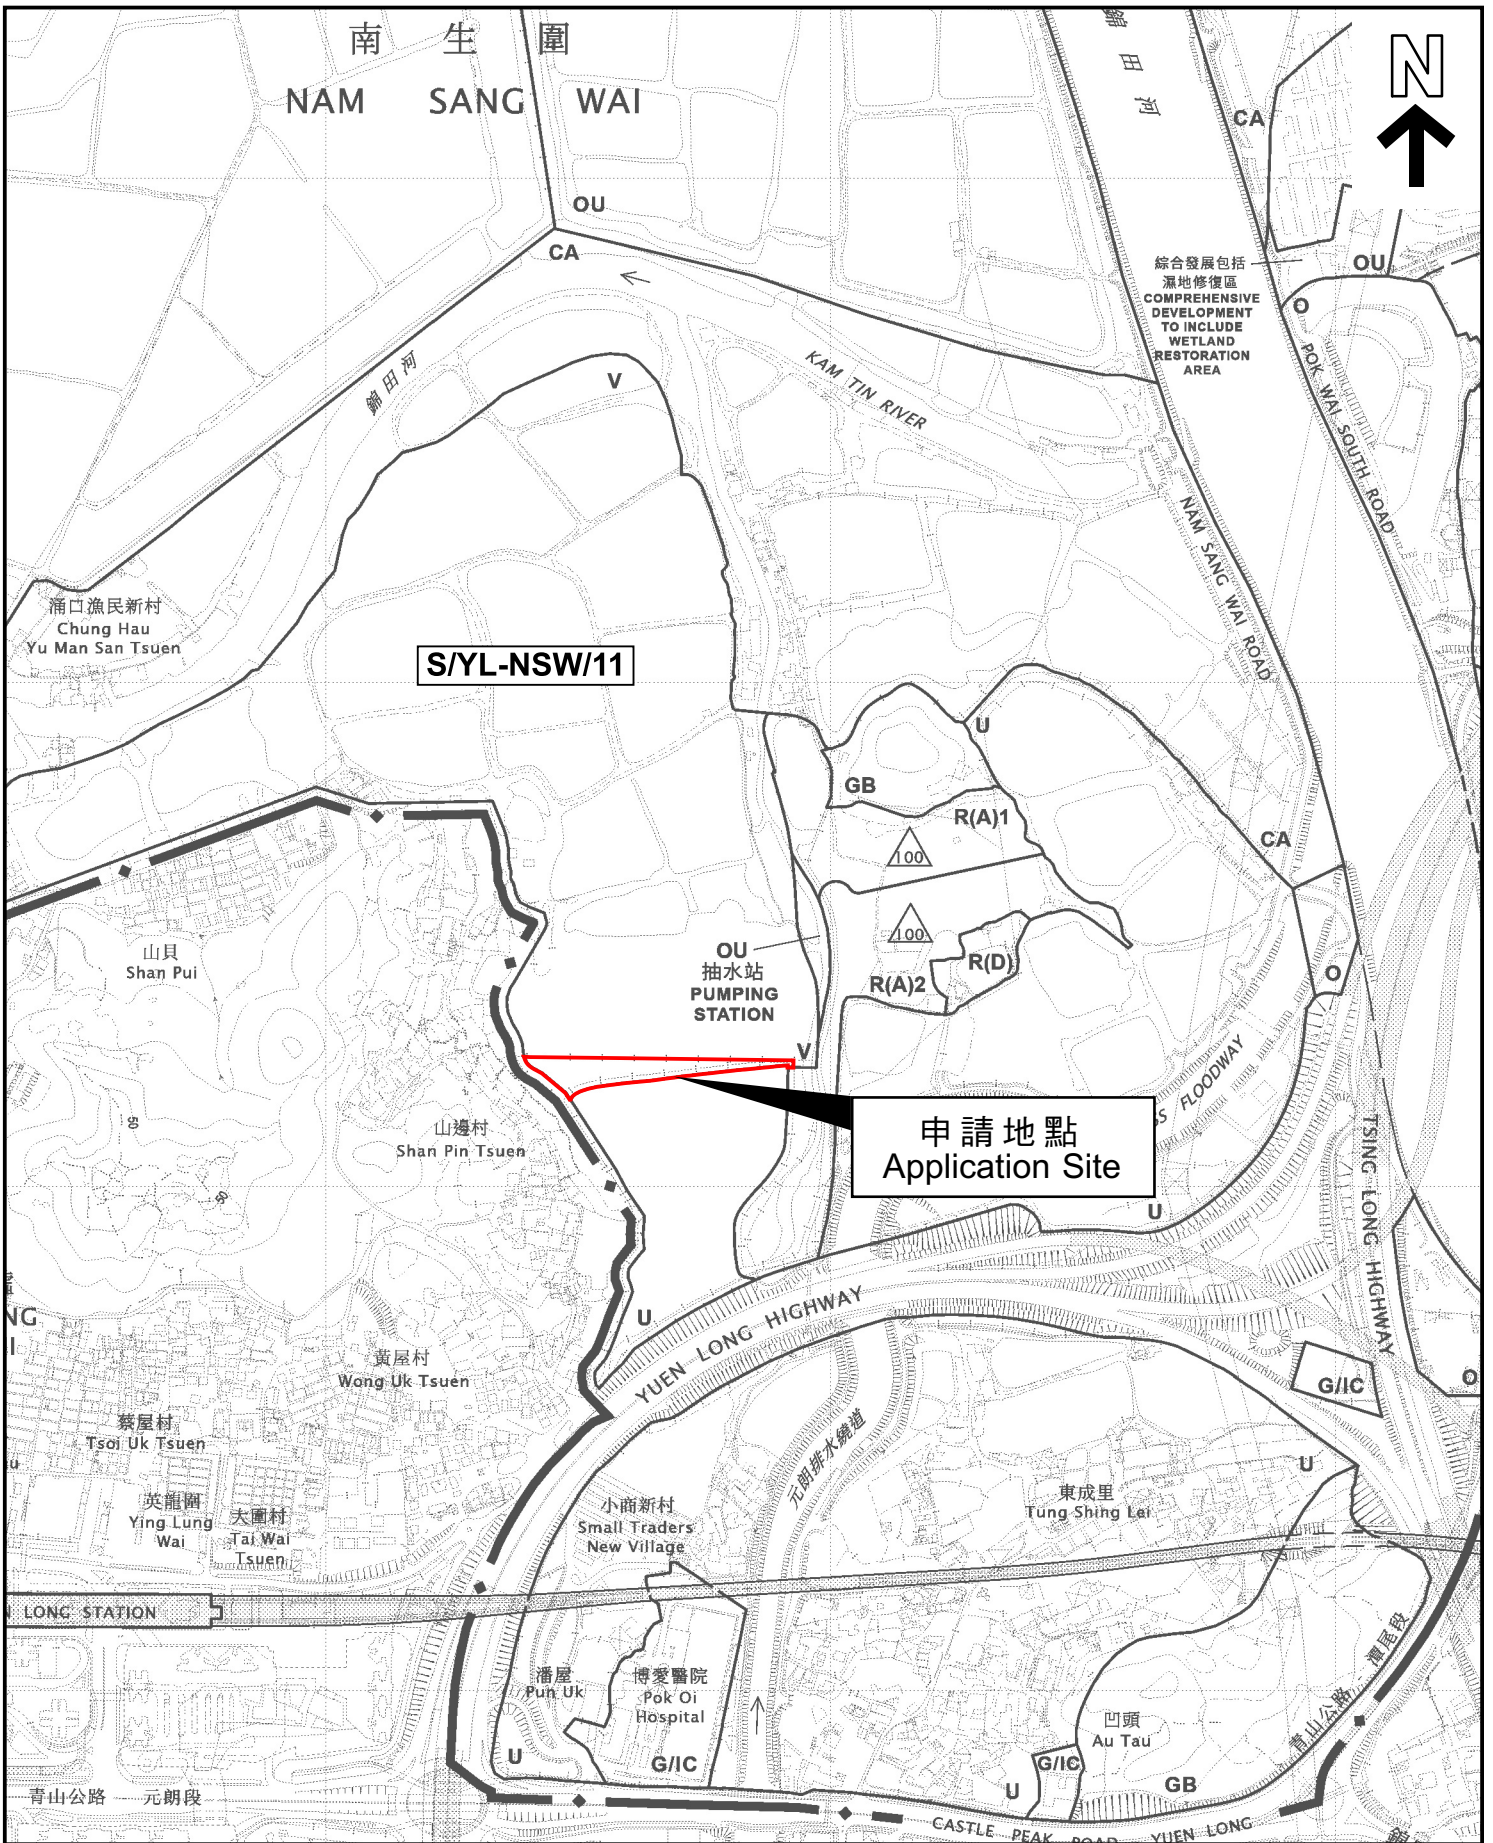 南生圍
NAM SANG WAI
錦田河
N
CA
OU
CA
綜合發展包括
濕地修復區
COMPREHENSIVE
DEVELOPMENT
TO INCLUDE
WETLAND
RESTORATION
AREA
OU
O
POK WAI SOUTH ROAD
KAM TIN RIVER
錦田河
V
NAM SANG WAI ROAD
涌口漁民新村
Chung Hau
Yu Man San Tsuen
S/YL-NSW/11
U
GB
R(A)1
100
CA
山貝
Shan Pui
OU
抽水站
PUMPING
STATION
100
R(D)
R(A)2
O
V
FLOODWAY
申請地點
Application Site
山邊村
Shan Pin Tsuen
50
50
U
TSING LONG HIGHWAY
NG
U
YUEN LONG HIGHWAY
黃屋村
Wong Uk Tsuen
G/IC
O
蔡屋村
Tsoi Uk Tsuen
元朗排水繞道
U
英龍圍
Ying Lung
Wai
大圍村
Tai Wai
Tsuen
小商新村
Small Traders
New Village
東成里
Tung Shing Lei
LONG STATION
潘屋
Pun Uk
博愛醫院
Pok Oi
Hospital
G/IC
U
凹頭
Au Tau
G/IC
U
GB
青山公路 潭尾段
青山公路 元朗段
CASTLE PEAK ROAD YUEN LONG